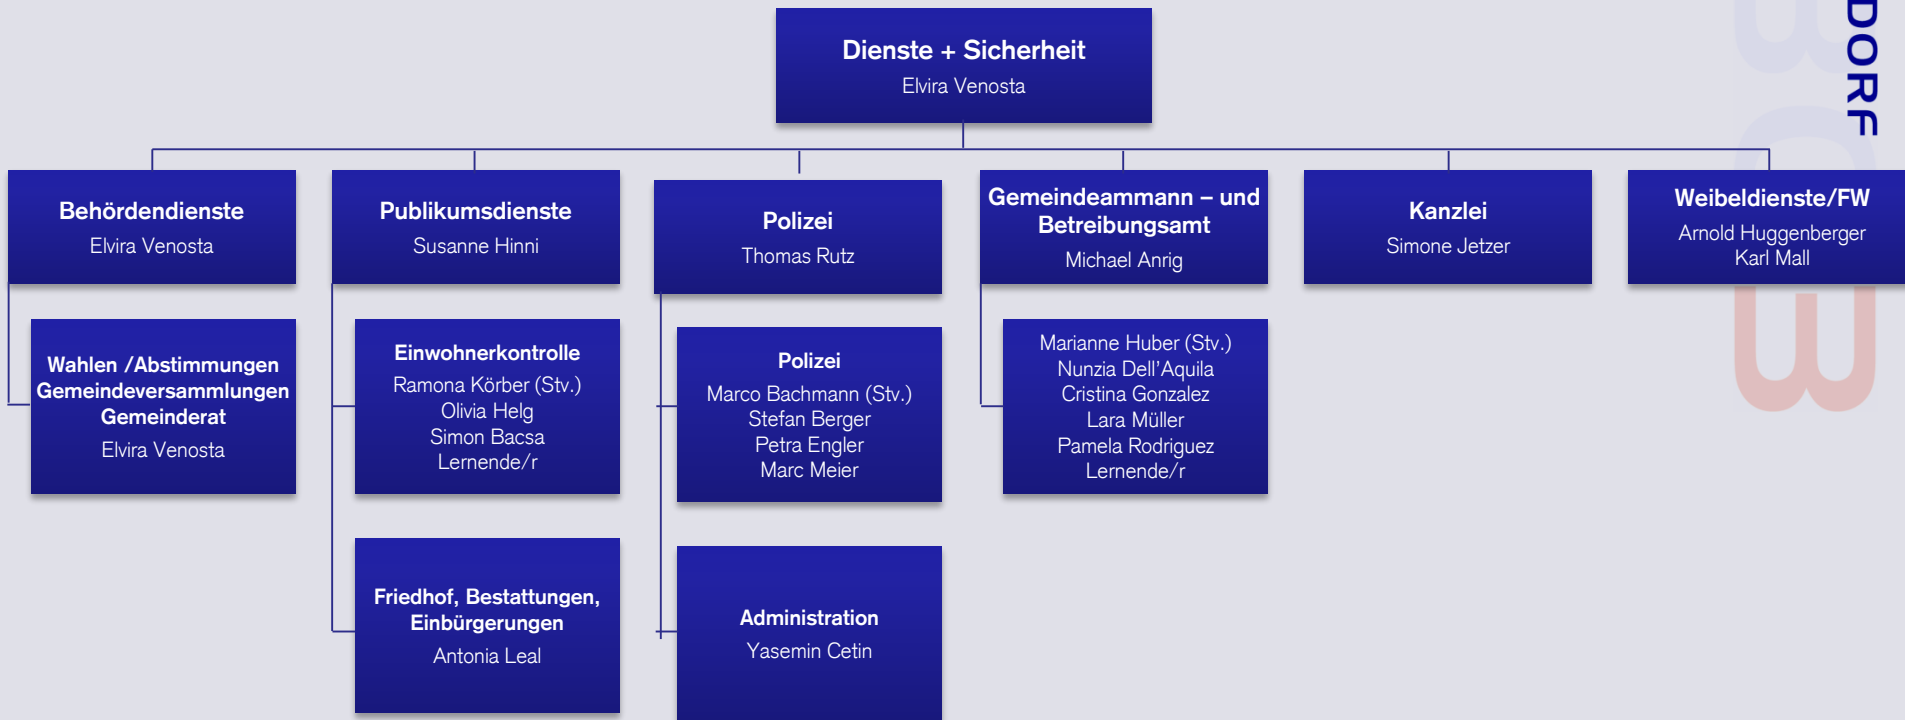 Dienste + Sicherheit
Elvira Venosta
DORF
Behördendienste
Elvira Venosta
Publikumsdienste
Susanne Hinni
Polizei
Thomas Rutz
Gemeindeammann – und
Betreibungsamt
Michael Anrig
Kanzlei
Simone Jetzer
Weibeldienste/FW
Arnold Huggenberger
Karl Mall
Wahlen /Abstimmungen
Gemeindeversammlungen
Gemeinderat
Elvira Venosta
Einwohnerkontrolle
Ramona Körber (Stv.)
Olivia Helg
Simon Bacsa
Lernende/r
Polizei
Marco Bachmann (Stv.)
Stefan Berger
Petra Engler
Marc Meier
Marianne Huber (Stv.)
Nunzia Dell’Aquila
Cristina Gonzalez
Lara Müller
Pamela Rodriguez
Lernende/r
Friedhof, Bestattungen,
Einbürgerungen
Antonia Leal
Administration
Yasemin Cetin